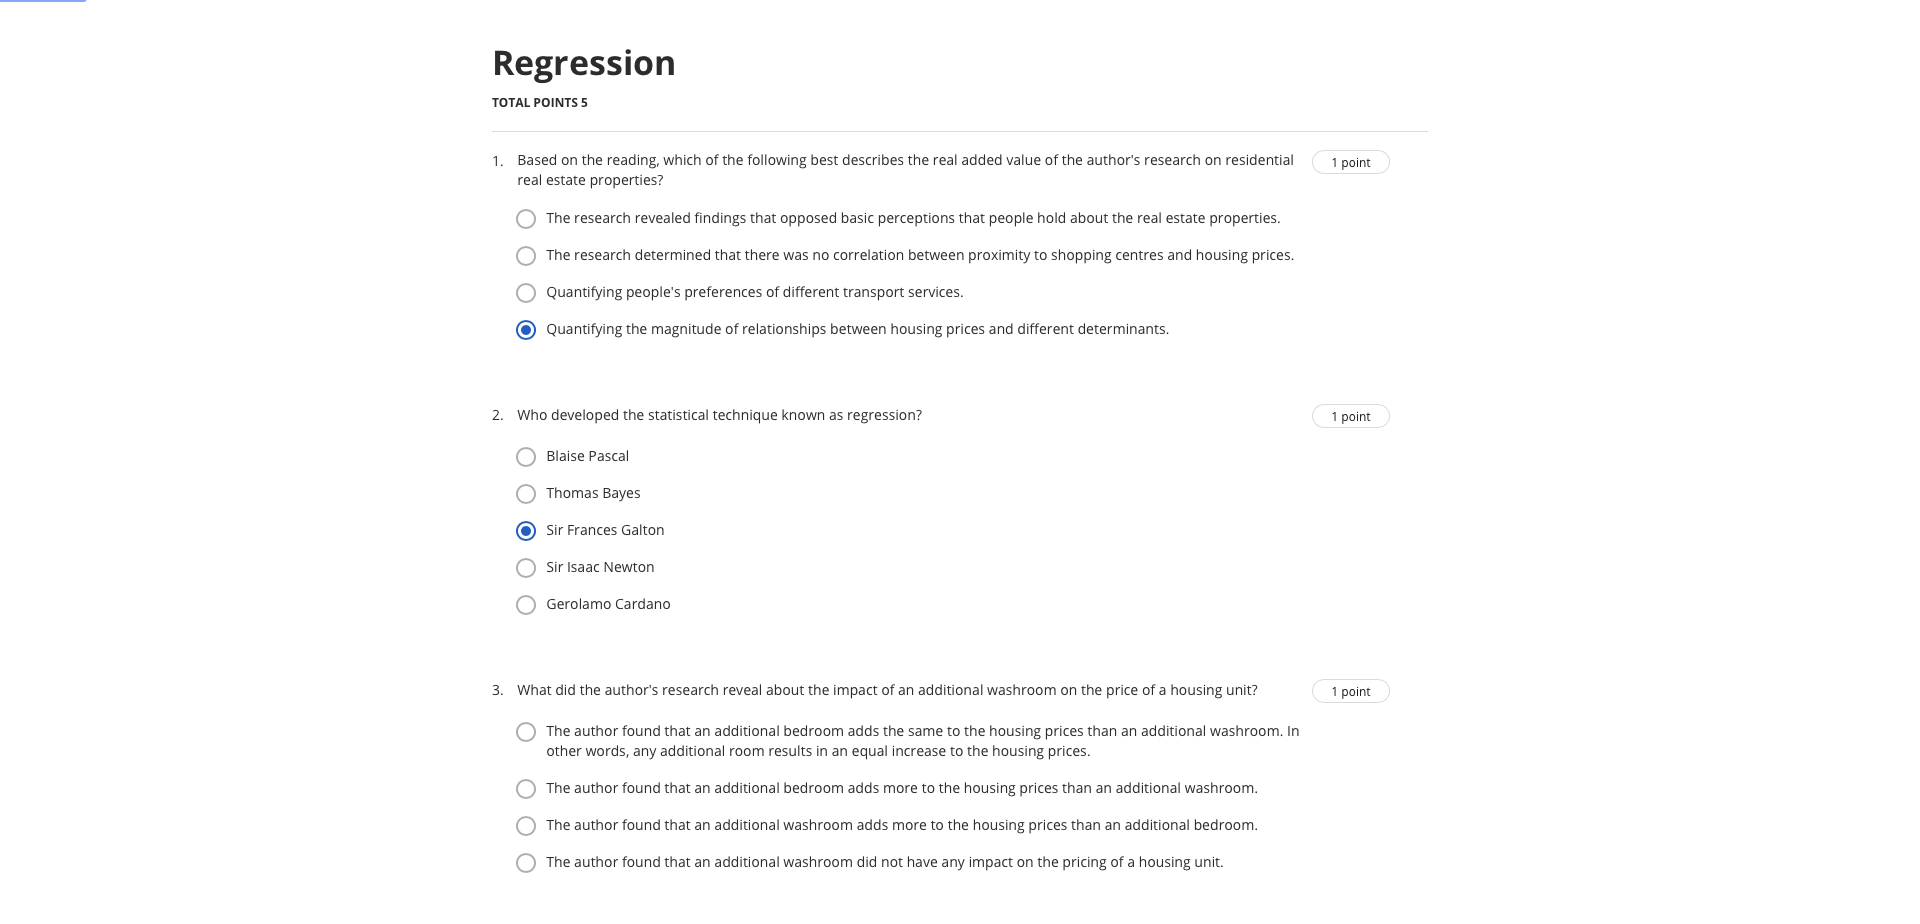 Regression
TOTAL POINTS 5
1. Based on the reading, which of the following best describes the real added value of the author's research on residential
real estate properties?
1 point
The research revealed findings that opposed basic perceptions that people hold about the real estate properties.
The research determined that there was no correlation between proximity to shopping centres and housing prices.
Quantifying people's preferences of different transport services.
Quantifying the magnitude of relationships between housing prices and different determinants.
2. Who developed the statistical technique known as regression?
1 point
Blaise Pascal
Thomas Bayes
Sir Frances Galton
Sir Isaac Newton
Gerolamo Cardano
3. What did the author's research reveal about the impact of an additional washroom on the price of a housing unit?
1 point
The author found that an additional bedroom adds the same to the housing prices than an additional washroom. In
other words, any additional room results in an equal increase to the housing prices.
The author found that an additional bedroom adds more to the housing prices than an additional washroom.
The author found that an additional washroom adds more to the housing prices than an additional bedroom.
The author found that an additional washroom did not have any impact on the pricing of a housing unit.